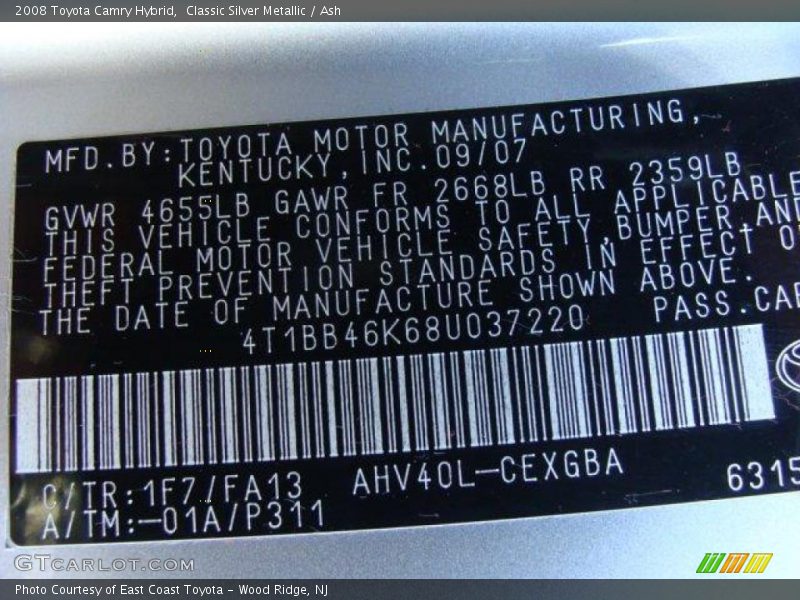 2008 Toyota Camry Hybrid,  Classic Silver Metallic / Ash
MFD.BY:TOYOTA MOTOR MANUFACTURING,
KENTUCKY,INC.09/07
GVWR 4655LB GAWR FR 2668LB RR 2359LB
THIS VEHICLE CONFORMS TO ALL APPLICABLE
FEDERAL MOTOR VEHICLE SAFETY,BUMPER,AND
THEFT PREVENTION STANDARDS IN EFFECT O
THE DATE OF MANUFACTURE SHOWN ABOVE.
4T1BB46K68U037220 PASS.CAR
C/TR:1F7/FA13 AHV40L-CEXGBA 6315
A/TM:-01A/P311
GTCARLOT.COM
Photo Courtesy of East Coast Toyota - Wood Ridge, NJ